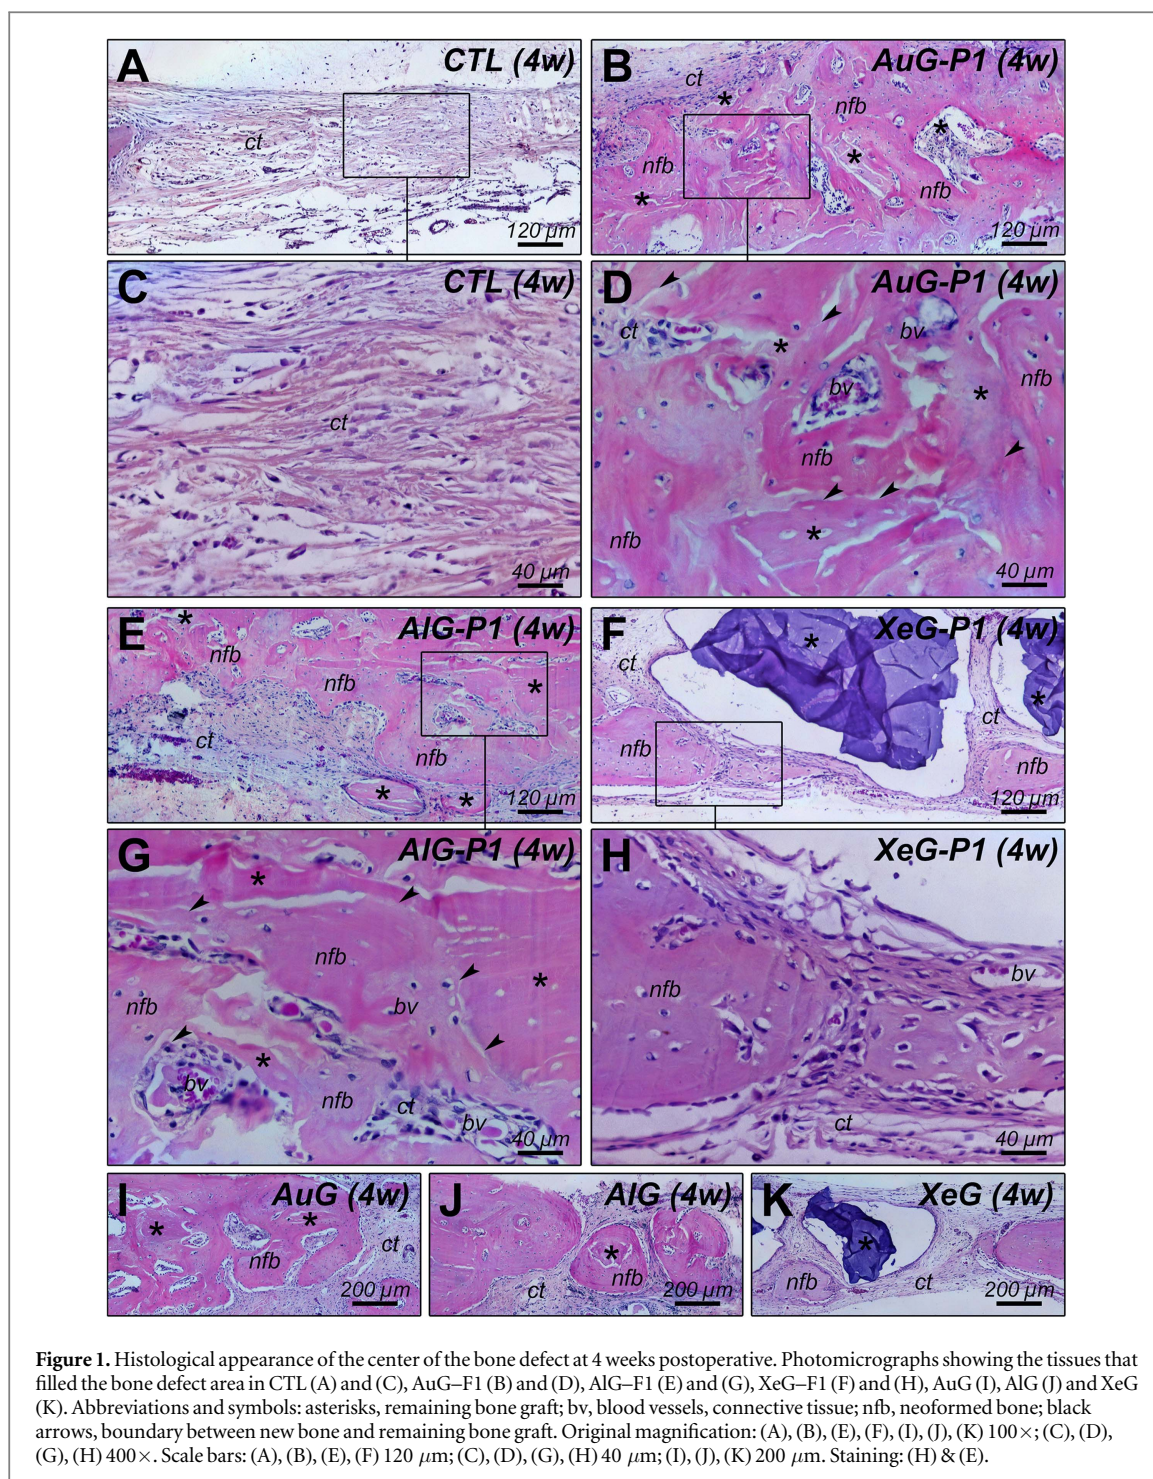 A
CTL (4w)
ct
120 µm
B
AuG-P1 (4w)
ct
*
nfb
*
nfb
*
*
nfb
120 µm
C
CTL (4w)
ct
40 µm
D
AuG-P1 (4w)
ct
bv
*
bv
*
nfb
nfb
*
nfb
40 µm
E
AlG-P1 (4w)
*
nfb
nfb
*
ct
nfb
*
*
120 µm
F
XeG-P1 (4w)
*
ct
*
ct
nfb
nfb
120 µm
G
AlG-P1 (4w)
*
nfb
*
nfb
bv
*
bv
nfb
ct
bv
40 µm
H
XeG-P1 (4w)
bv
nfb
ct
40 µm
I
AuG (4w)
*
*
ct
nfb
200 µm
J
AlG (4w)
*
nfb
ct
200 µm
K
XeG (4w)
*
nfb
ct
200 µm
Figure 1. Histological appearance of the center of the bone defect at 4 weeks postoperative. Photomicrographs showing the tissues that
filled the bone defect area in CTL (A) and (C), AuG–F1 (B) and (D), AlG–F1 (E) and (G), XeG–F1 (F) and (H), AuG (I), AlG (J) and XeG
(K). Abbreviations and symbols: asterisks, remaining bone graft; bv, blood vessels, connective tissue; nfb, neoformed bone; black
arrows, boundary between new bone and remaining bone graft. Original magnification: (A), (B), (E), (F), (I), (J), (K) 100×; (C), (D),
(G), (H) 400×. Scale bars: (A), (B), (E), (F) 120 µm; (C), (D), (G), (H) 40 µm; (I), (J), (K) 200 µm. Staining: (H) & (E).